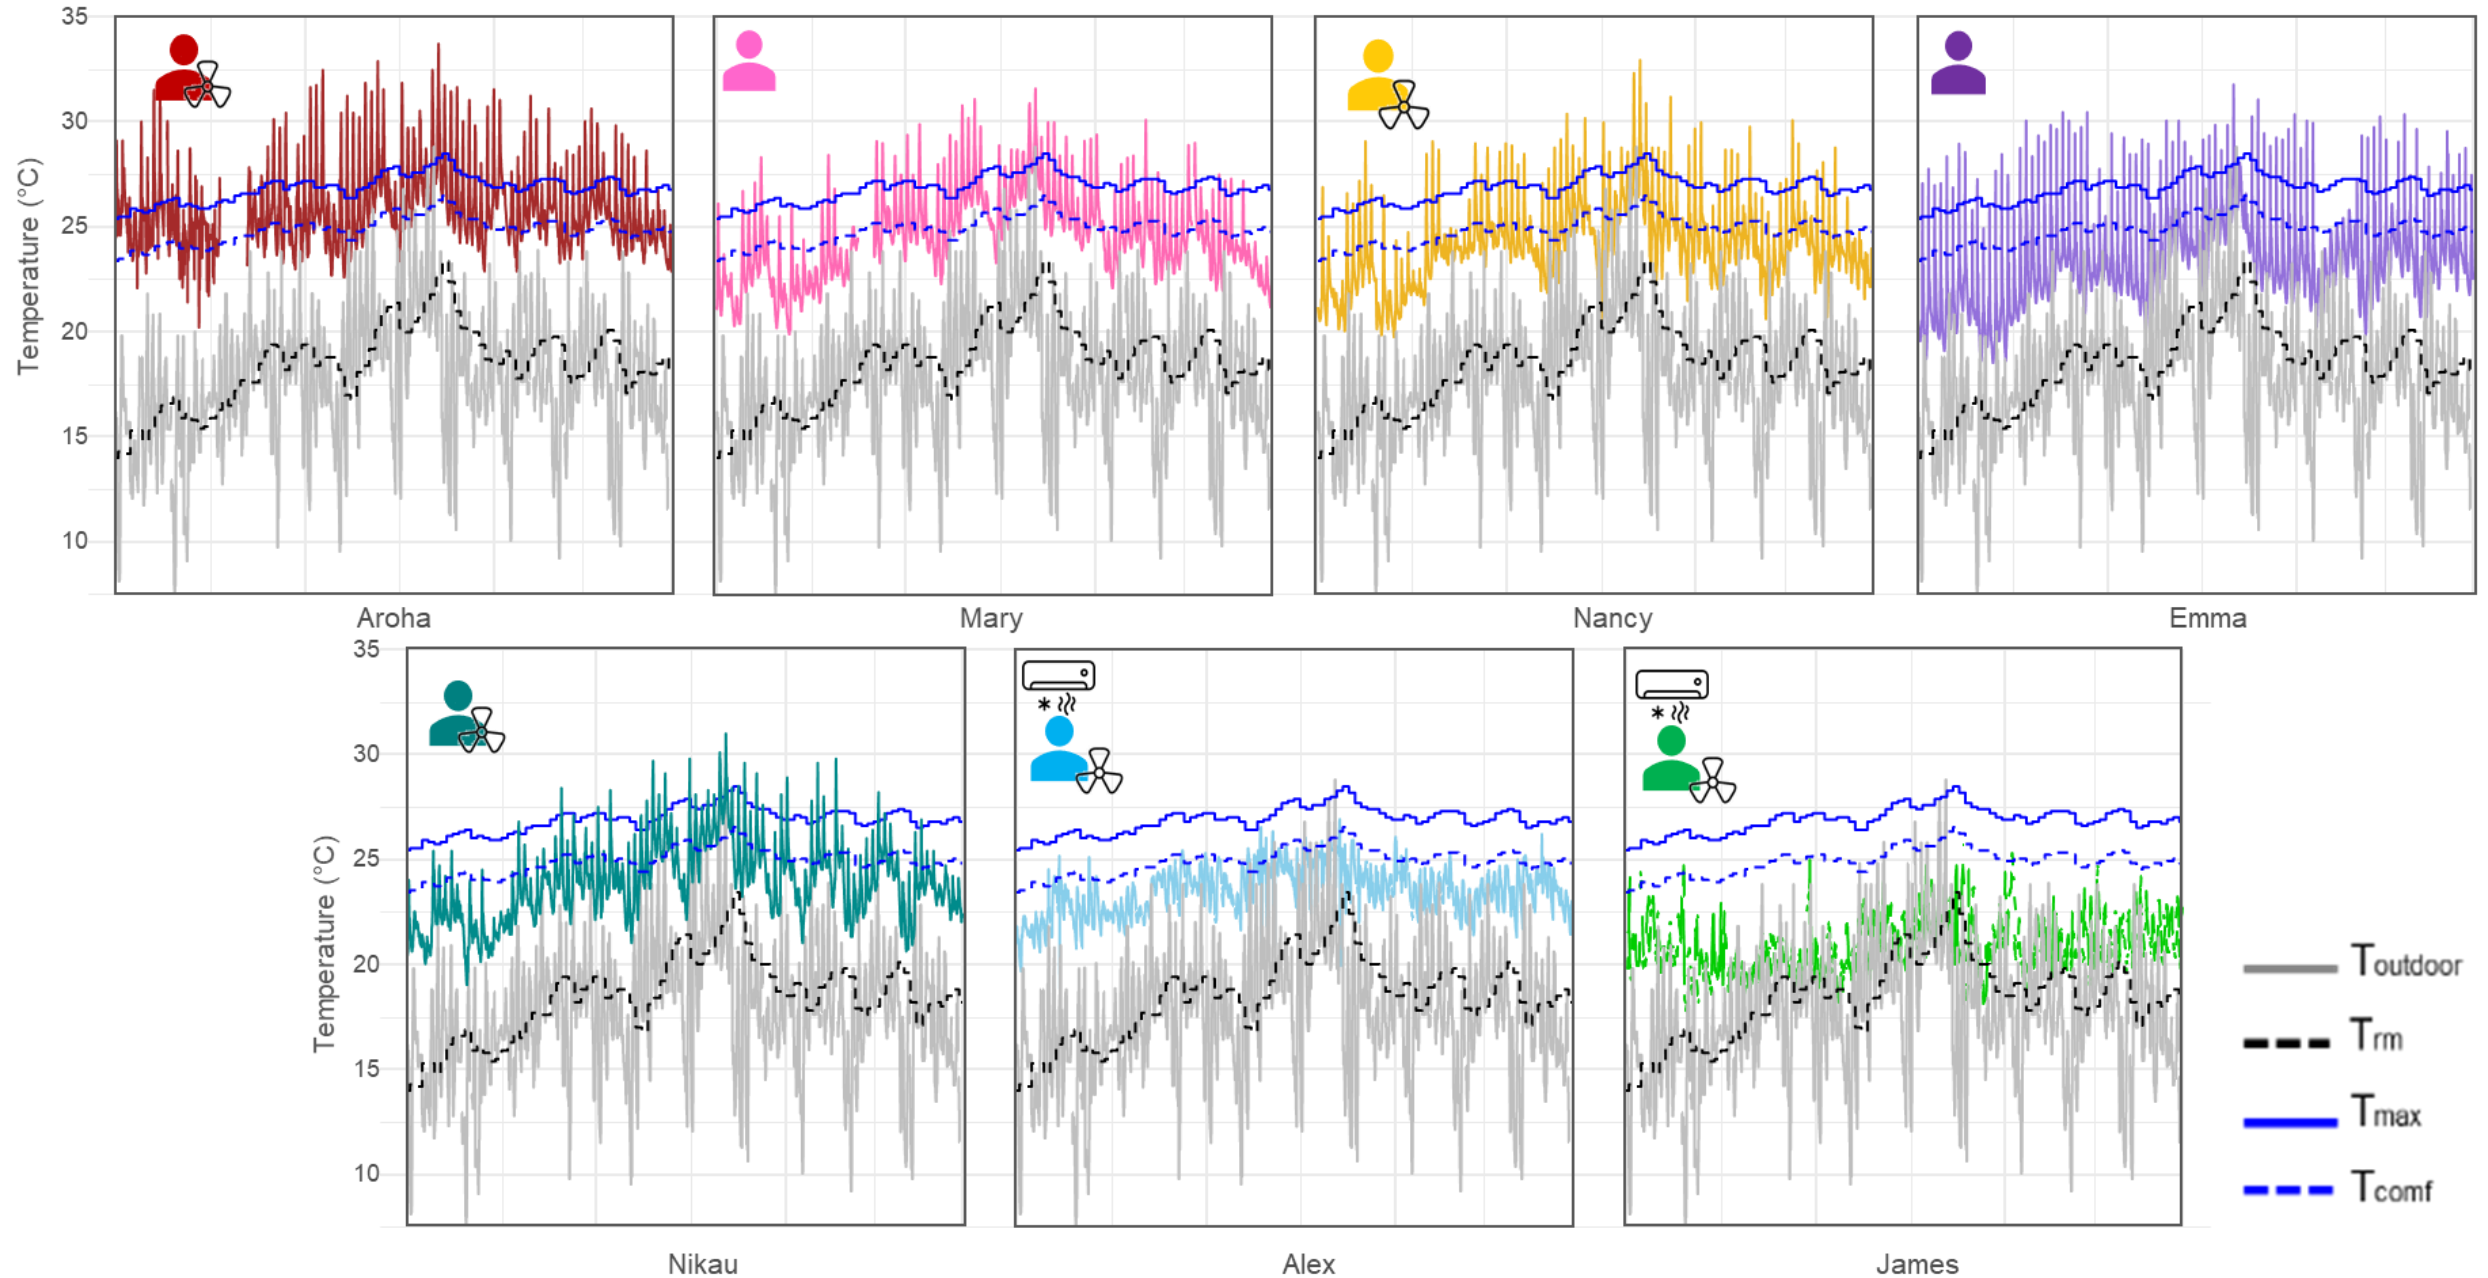 35
30
25
20
15
10
Temperature (°C)
Aroha
Mary
Nancy
Emma
35
30
25
20
15
10
Temperature (°C)
Nikau
Alex
James
Toutdoor
Trm
Tmax
Tcomf